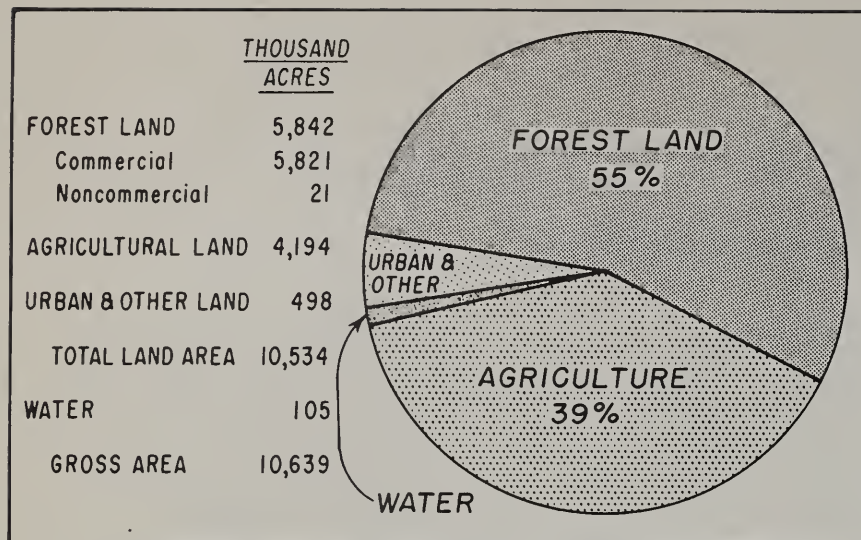 THOUSAND
ACRES
FOREST LAND 5,842
Commercial 5,821
Noncommercial 21
AGRICULTURAL LAND 4,194
URBAN & OTHER LAND 498
TOTAL LAND AREA 10,534
WATER 105
GROSS AREA 10,639
FOREST LAND
55%
URBAN &
OTHER
AGRICULTURE
39%
WATER